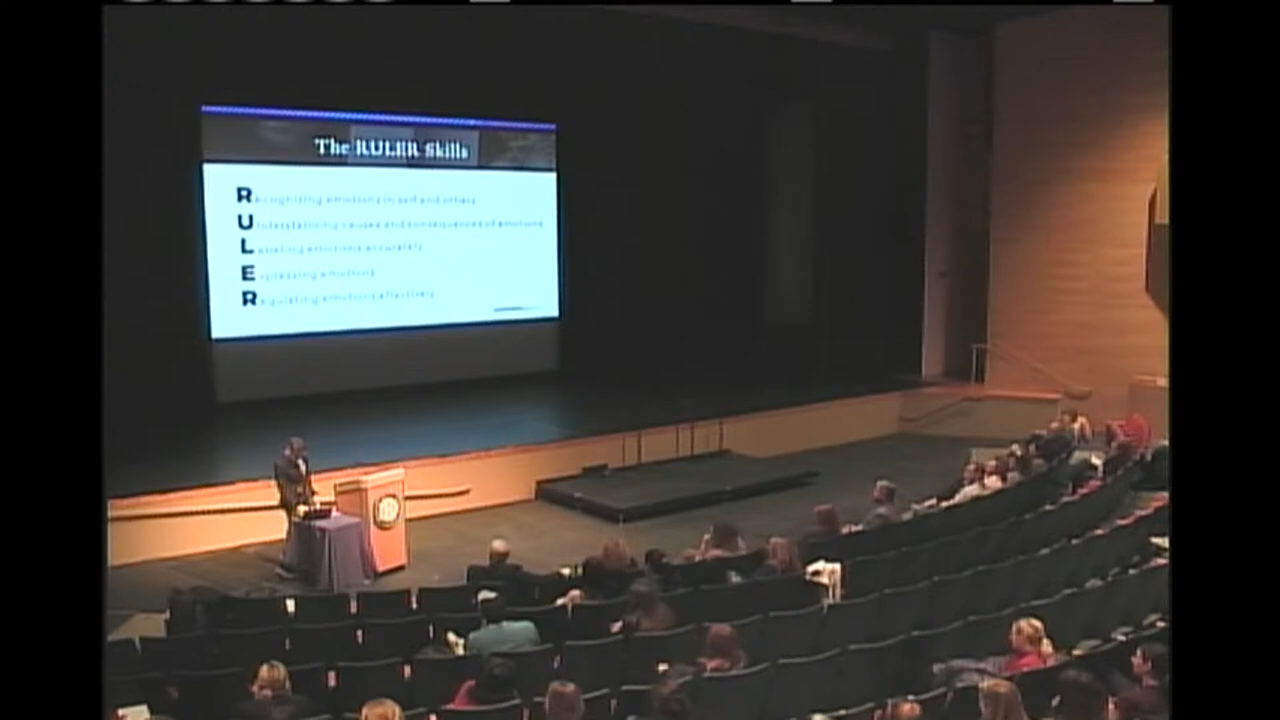 The RULER Skills
Recognizing emotions in self and others
Understanding causes and consequences of emotions
Labeling emotions accurately
Expressing emotions
Regulating emotions effectively